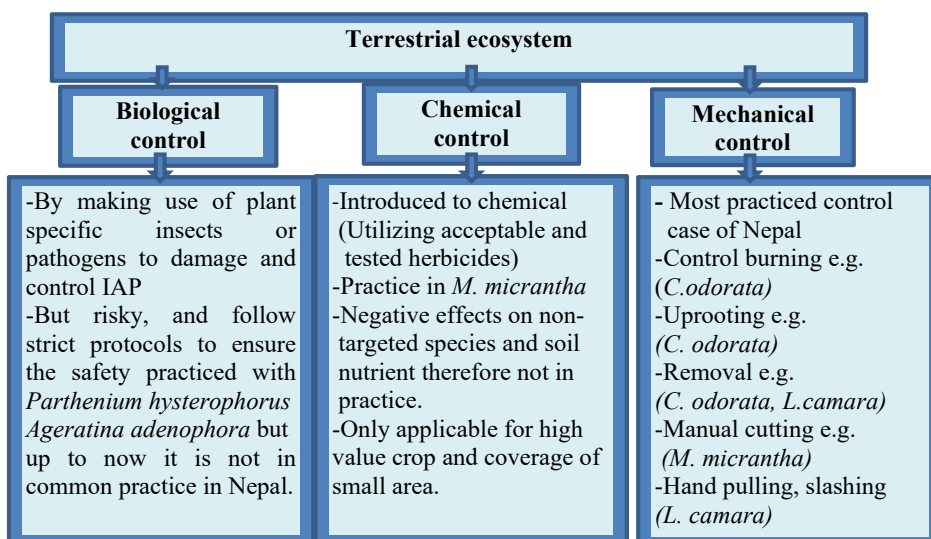 Terrestrial ecosystem
Biological
control
Chemical
control
Mechanical
control
-By making use of plant
specific insects or
pathogens to damage and
control IAP
-But risky, and follow
strict protocols to ensure
the safety practiced with
Parthenium hysterophorus
Ageratina adenophora but
up to now it is not in
common practice in Nepal.
-Introduced to chemical
(Utilizing acceptable and
tested herbicides)
-Practice in M. micrantha
-Negative effects on non-
targeted species and soil
nutrient therefore not in
practice.
-Only applicable for high
value crop and coverage of
small area.
- Most practiced control
case of Nepal
-Control burning e.g.
(C.odorata)
-Uprooting e.g.
(C. odorata)
-Removal e.g.
(C. odorata, L.camara)
-Manual cutting e.g.
(M. micrantha)
-Hand pulling, slashing
(L. camara)